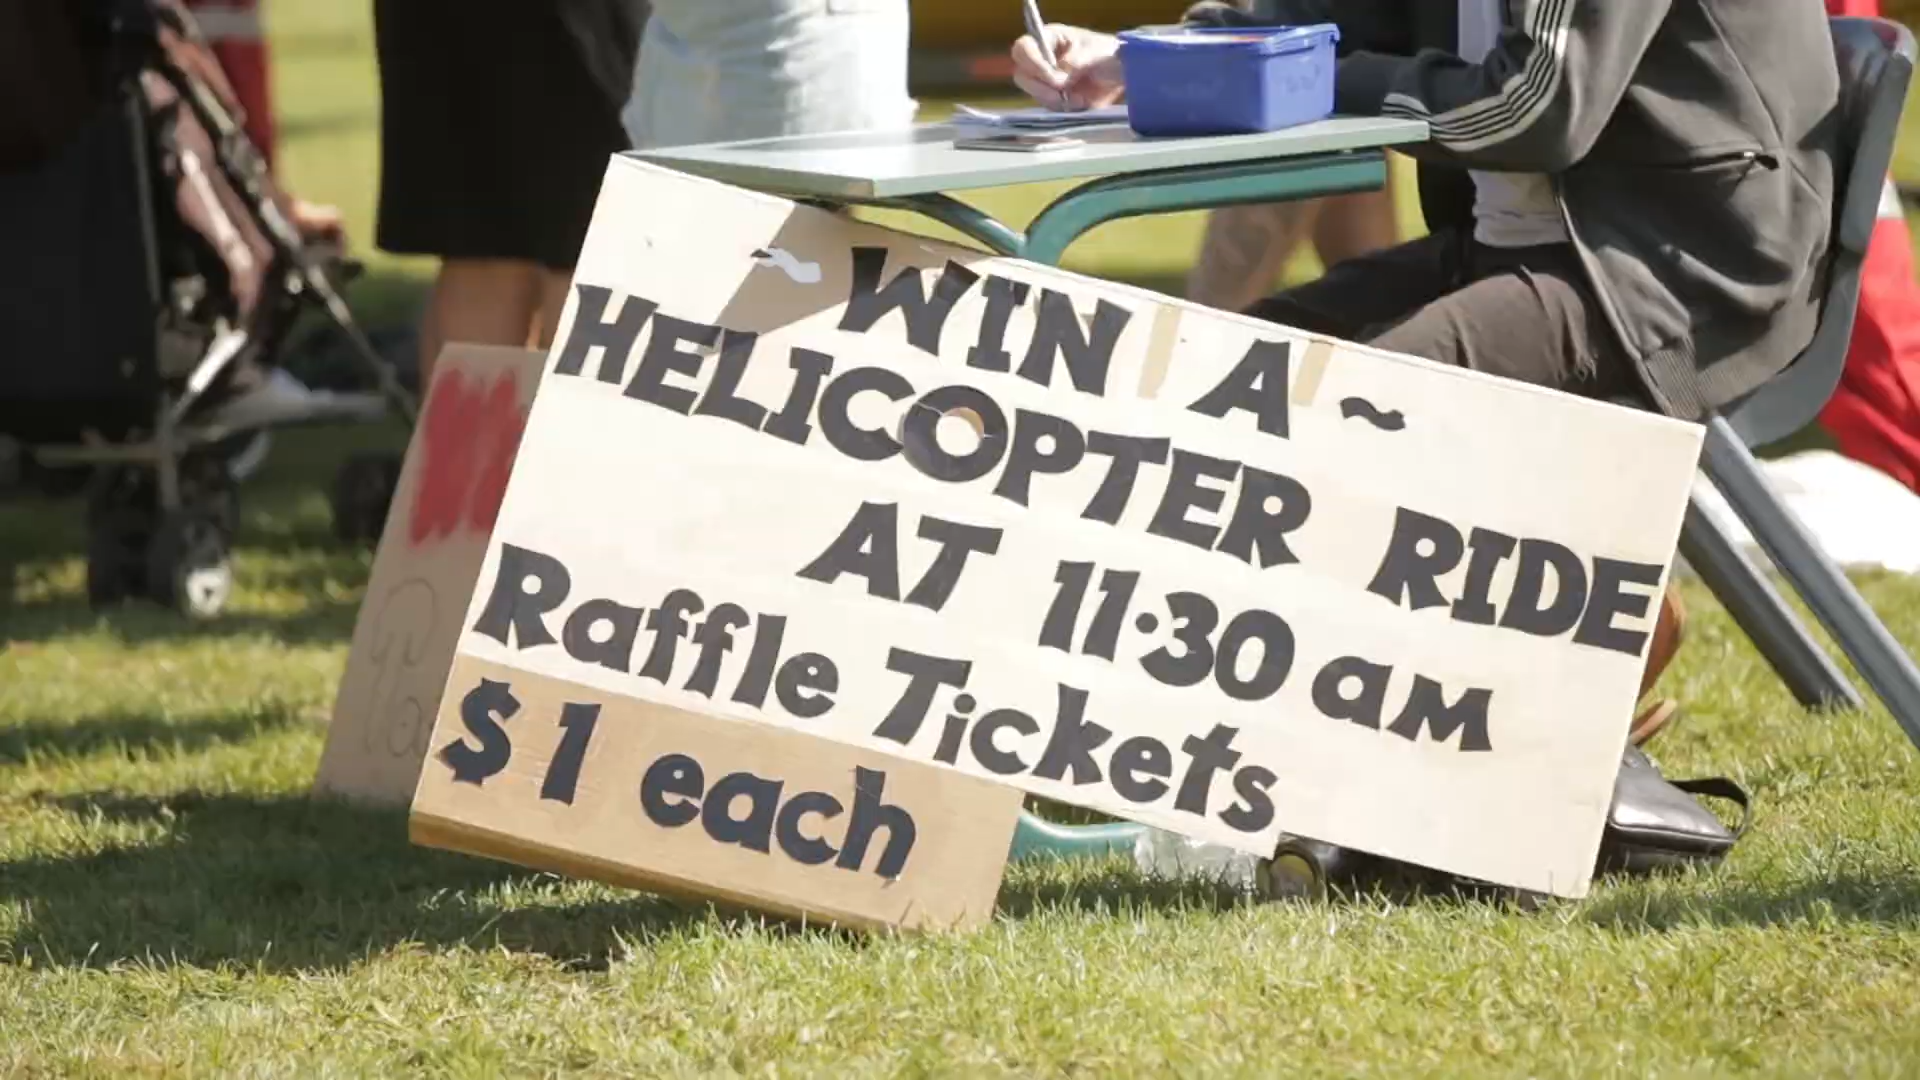 ~ WIN A ~
HELICOPTER RIDE
AT 11·30 aM
Raffle Tickets
$1 each